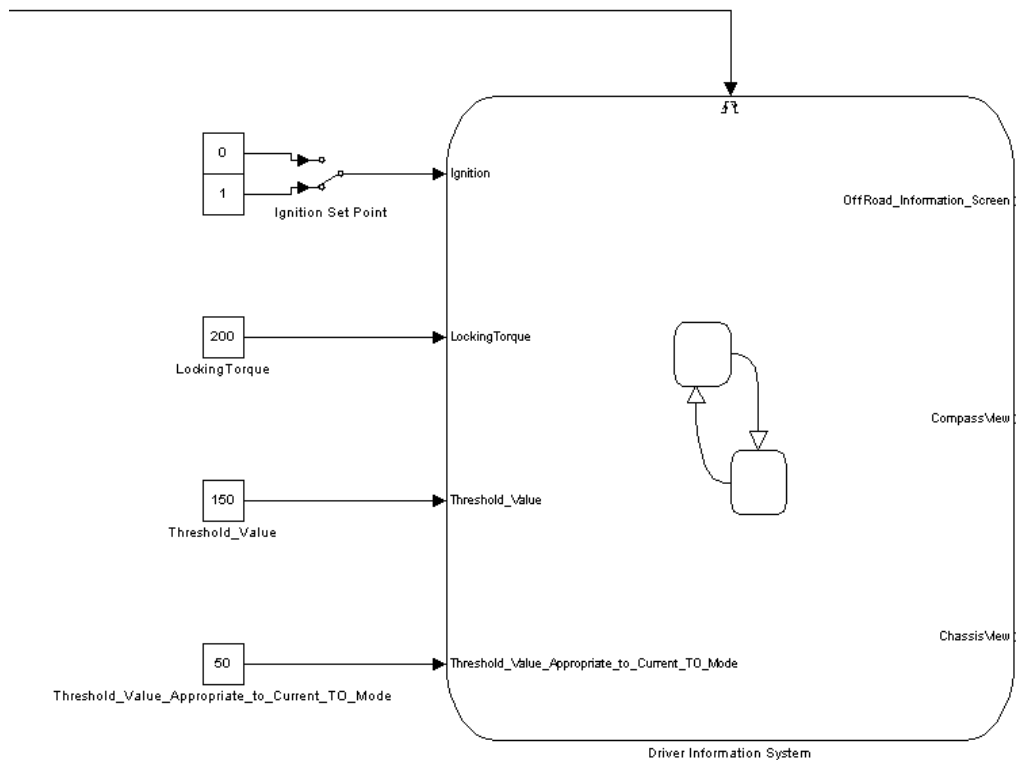 0
1
Ignition Set Point
Ignition
OffRoad_Information_Screen
200
LockingTorque
LockingTorque
CompassView
150
Threshold_Value
Threshold_Value
ChassisView
50
Threshold_Value_Appropriate_to_Current_TO_Mode
Threshold_Value_Appropriate_to_Current_TO_Mode
Driver Information System